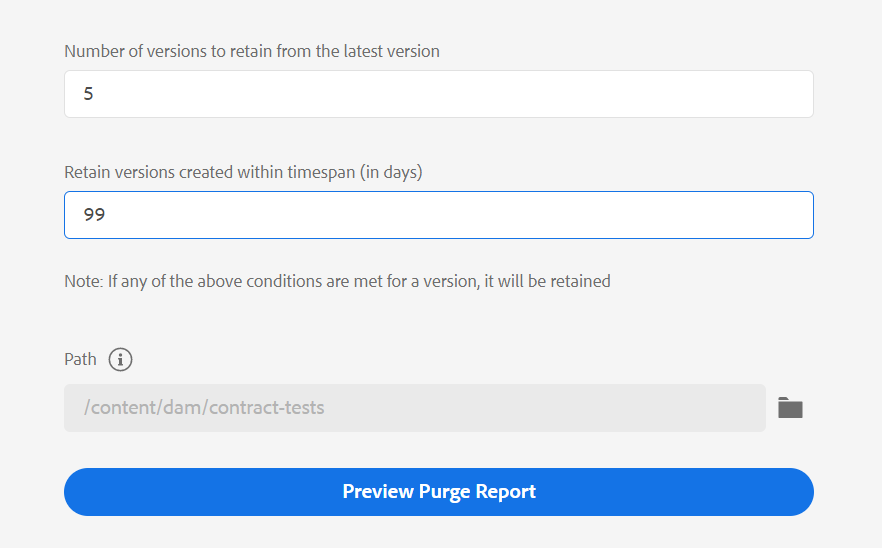 Number of versions to retain from the latest version
5
Retain versions created within timespan (in days)
99
Note: If any of the above conditions are met for a version, it will be retained
Path
/content/dam/contract-tests
Preview Purge Report